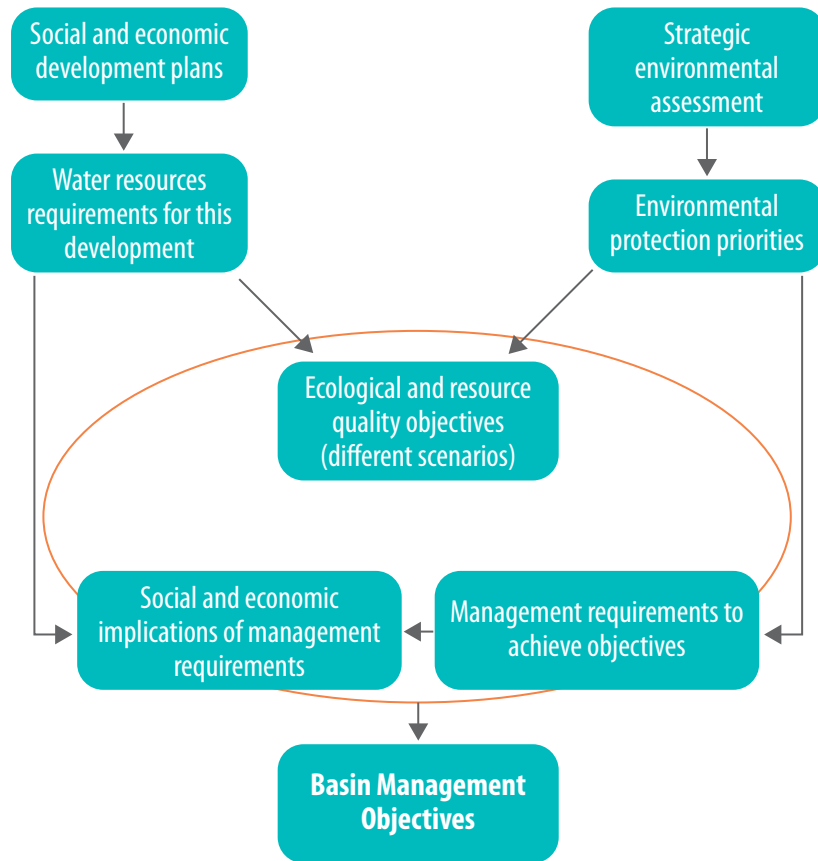 Social and economic
development plans
Strategic
environmental
assessment
Water resources
requirements for this
development
Environmental
protection priorities
Ecological and resource
quality objectives
(different scenarios)
Social and economic
implications of management
requirements
Management requirements to
achieve objectives
Basin Management
Objectives